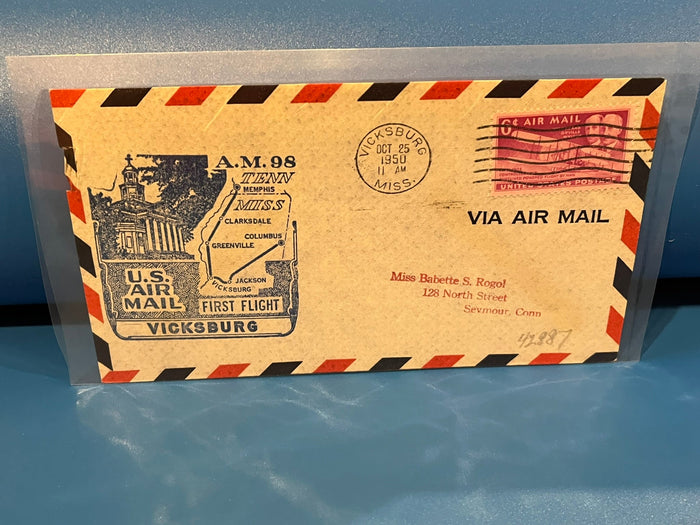 A.M.98
TENN
MEMPHIS
MISS
CLARKSDALE
COLUMBUS
GREENVILLE
JACKSON
VICKSBURG
U.S.
AIR
MAIL
FIRST FLIGHT
VICKSBURG
VICKSBURG
OCT 25
1950
11 AM
MISS.
6¢ AIR MAIL
UNITED STATES POSTAGE
VIA AIR MAIL
Miss Babette S. Rogol
128 North Street
Seymour, Conn
42887